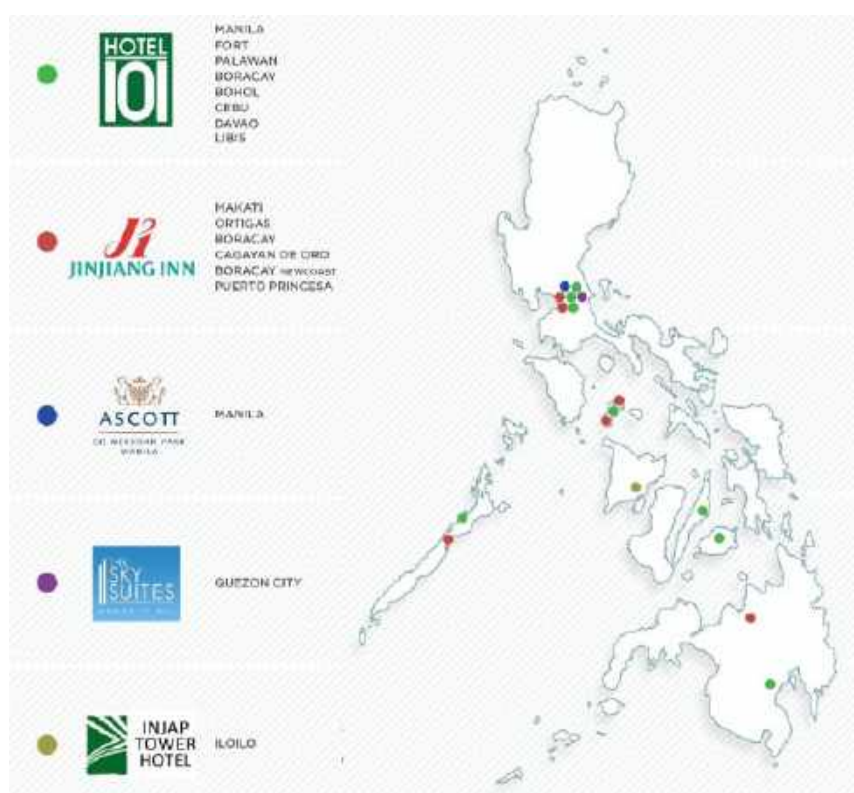 HOTEL
101
MANILA
FORT
PALAWAN
BORACAY
BOHOL
CEBU
DAVAO
LIBIS
JINJIANG INN
MAKATI
ORTIGAS
BORACAY
CAGAYAN DE ORO
BORACAY NEWCOAST
PUERTO PRINCESA
ASCOTT
MANILA
MANILA
SKY
SUITES
QUEZON CITY
INJAP
TOWER
HOTEL
ILOILO